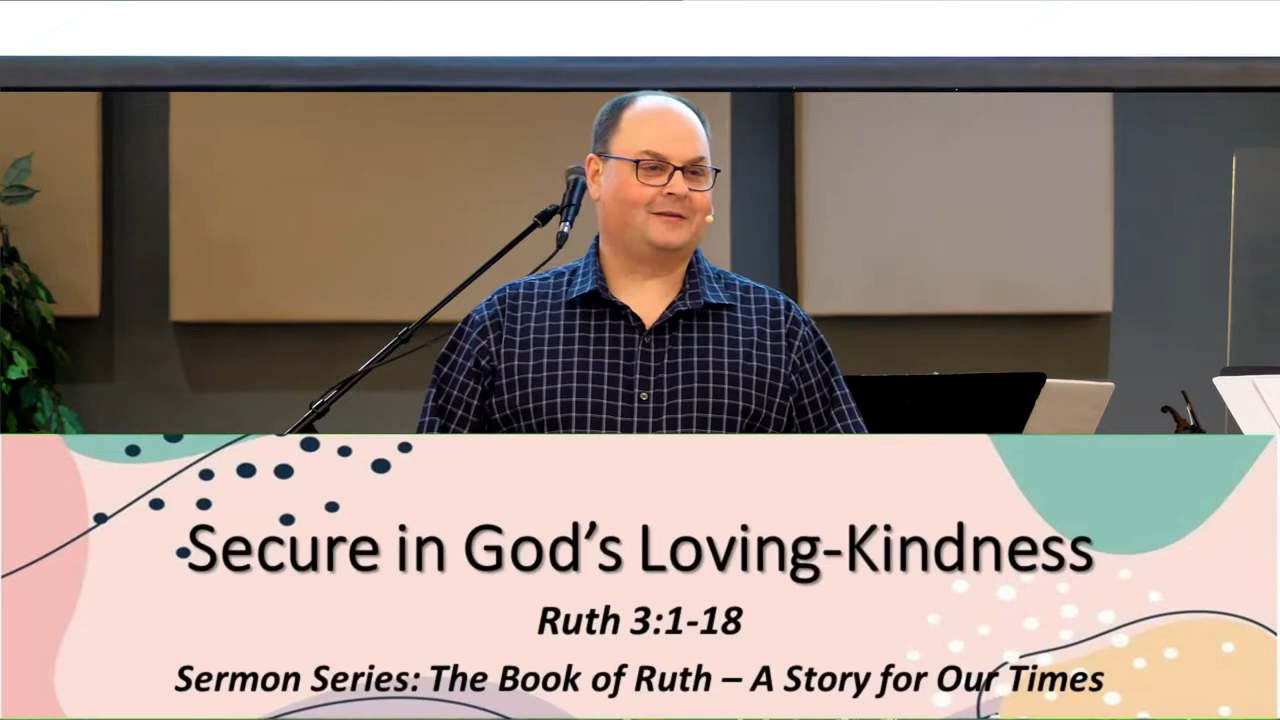 Secure in God's Loving-Kindness
Ruth 3:1-18
Sermon Series: The Book of Ruth – A Story for Our Times